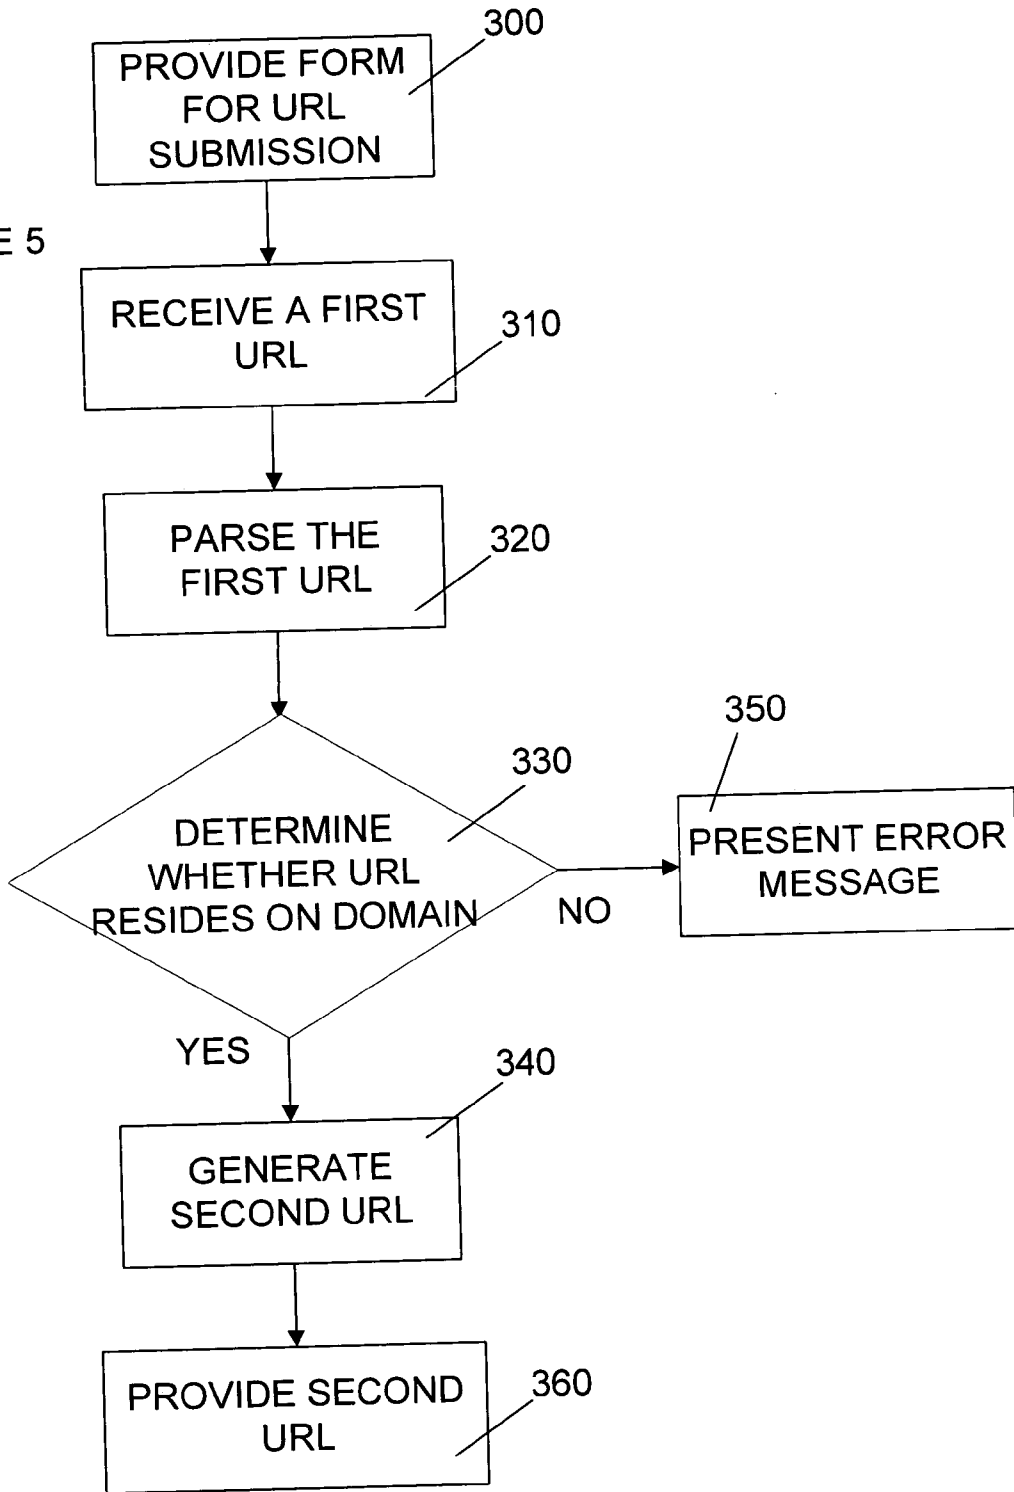 300
PROVIDE FORM
FOR URL
SUBMISSION
E 5
RECEIVE A FIRST
URL
310
PARSE THE
FIRST URL
320
330
DETERMINE
WHETHER URL
RESIDES ON DOMAIN
NO
350
PRESENT ERROR
MESSAGE
YES
340
GENERATE
SECOND URL
PROVIDE SECOND
URL
360